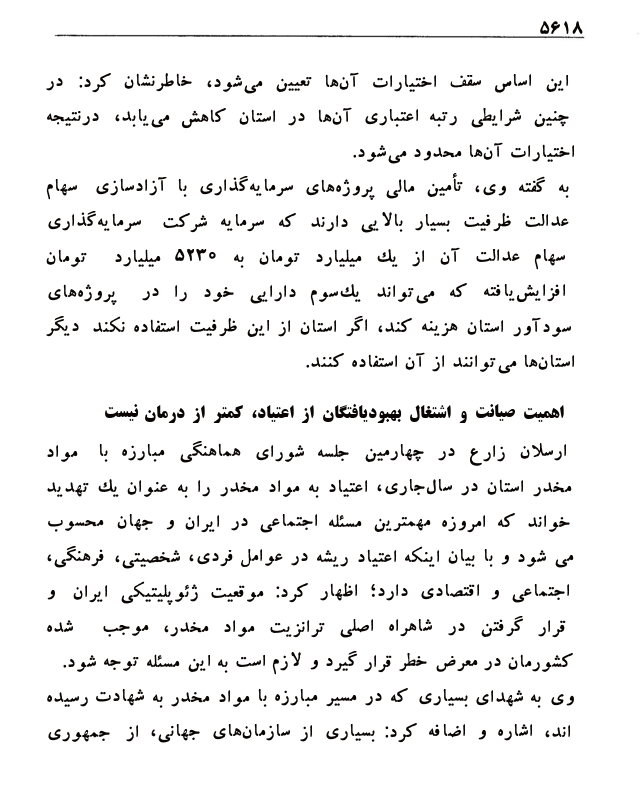 ۵۶۱۸
این اساس سقف اختیارات آن‌ها تعیین می‌شود، خاطرنشان کرد: در
چنین شرایطی رتبه اعتباری آن‌ها در استان کاهش می‌یابد، درنتیجه
اختیارات آن‌ها محدود می‌شود.
به گفته وی، تأمین مالی پروژه‌های سرمایه‌گذاری با آزادسازی سهام
عدالت ظرفیت بسیار بالایی دارند که سرمایه شرکت سرمایه‌گذاری
سهام عدالت آن از یك میلیارد تومان به ۵۲۳۰ میلیارد تومان
افزایش‌یافته که می‌تواند یك‌سوم دارایی خود را در پروژه‌های
سودآور استان هزینه کند، اگر استان از این ظرفیت استفاده نکند دیگر
استان‌ها می‌توانند از آن استفاده کنند.
اهمیت صیانت و اشتغال بهبودیافتگان از اعتیاد، کمتر از درمان نیست
ارسلان زارع در چهارمین جلسه شورای هماهنگی مبارزه با مواد
مخدر استان در سال‌جاری، اعتیاد به مواد مخدر را به عنوان یك تهدید
خواند که امروزه مهمترین مسئله اجتماعی در ایران و جهان محسوب
می شود و با بیان اینکه اعتیاد ریشه در عوامل فردی، شخصیتی، فرهنگی،
اجتماعی و اقتصادی دارد؛ اظهار کرد: موقعیت ژئوپلیتیکی ایران و
قرار گرفتن در شاهراه اصلی ترانزیت مواد مخدر، موجب شده
کشورمان در معرض خطر قرار گیرد و لازم است به این مسئله توجه شود.
وی به شهدای بسیاری که در مسیر مبارزه با مواد مخدر به شهادت رسیده
اند، اشاره و اضافه کرد: بسیاری از سازمان‌های جهانی، از جمهوری